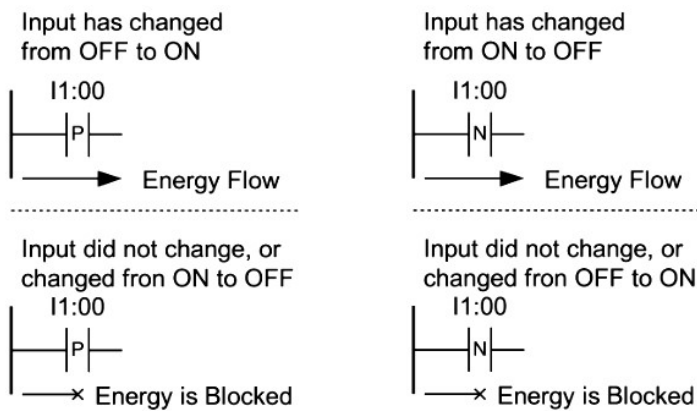 Input has changed
from OFF to ON
I1:00
P
Energy Flow
Input did not change, or
changed fron ON to OFF
I1:00
P
Energy is Blocked
Input has changed
from ON to OFF
I1:00
N
Energy Flow
Input did not change, or
changed fron OFF to ON
I1:00
N
Energy is Blocked